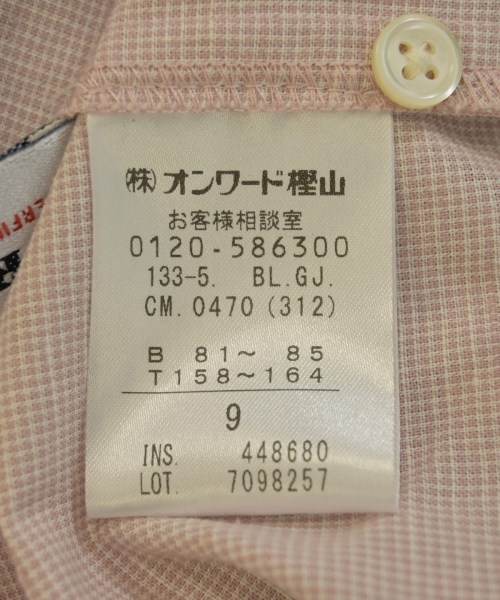 (株)オンワード樫山
お客様相談室
0120-586300
133-5. BL.GJ.
CM.0470(312)
B 81～ 85
T158～164
9
INS. 448680
LOT. 7098257